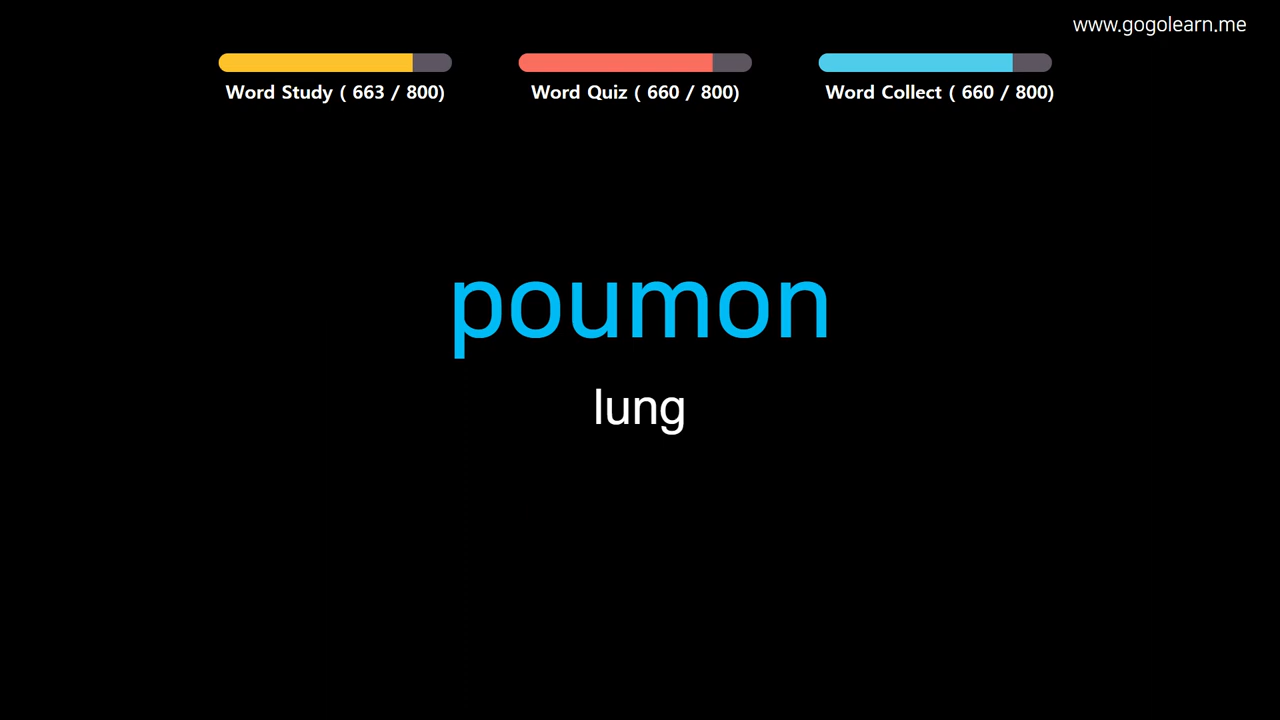 www.gogolearn.me
Word Study ( 663 / 800)
Word Quiz ( 660 / 800)
Word Collect ( 660 / 800)
poumon
lung